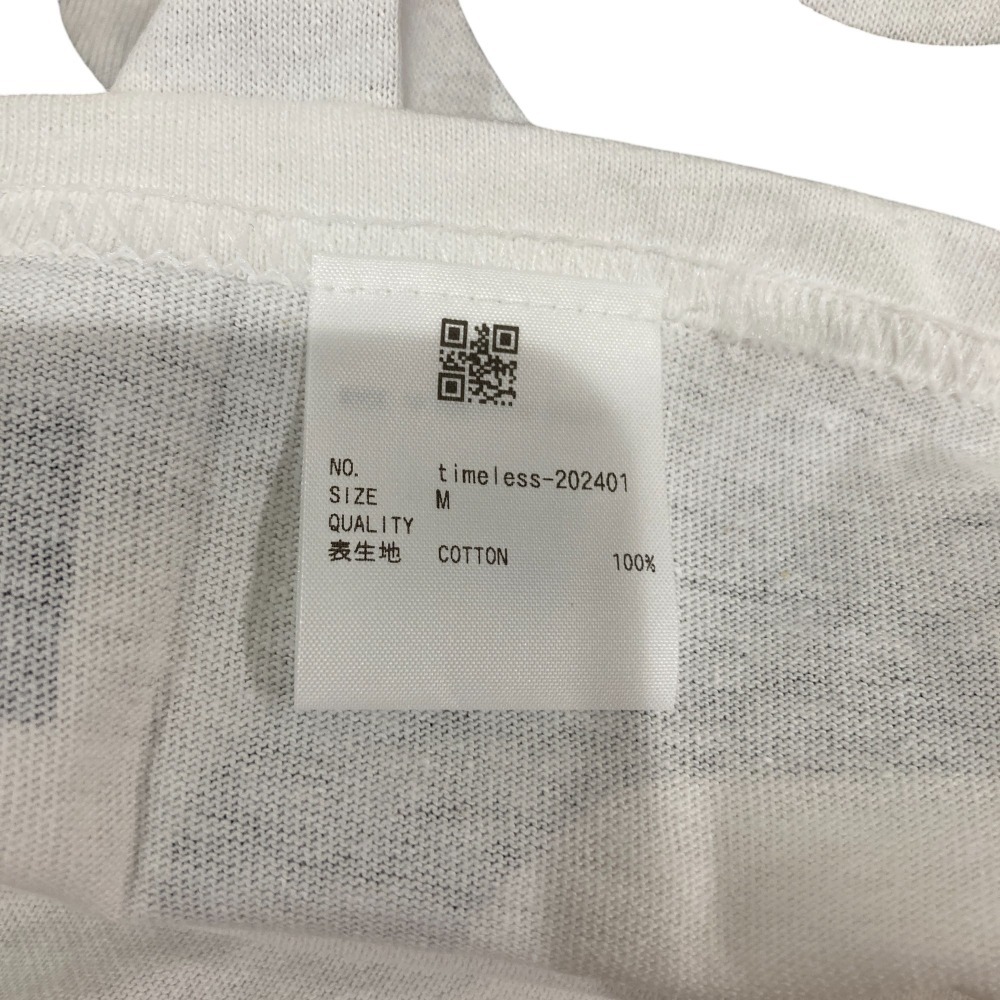 NO. timeless-202401
SIZE M
QUALITY
表生地 COTTON 100%